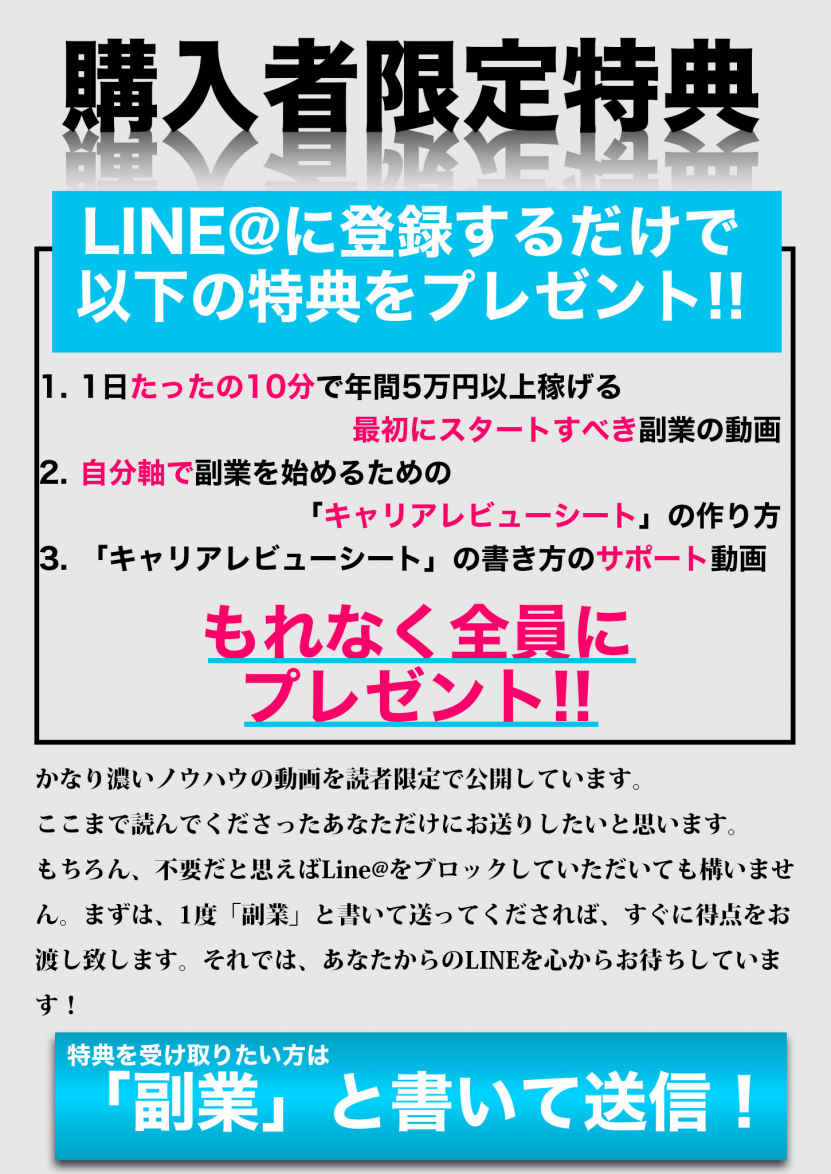 購入者限定特典
LINE@に登録するだけで
以下の特典をプレゼント!!
1. 1日たったの10分で年間5万円以上稼げる
最初にスタートすべき副業の動画
2. 自分軸で副業を始めるための
「キャリアレビューシート」の作り方
3. 「キャリアレビューシート」の書き方のサポート動画
もれなく全員に
プレゼント!!
かなり濃いノウハウの動画を読者限定で公開しています。
ここまで読んでくださったあなただけにお送りしたいと思います。
もちろん、不要だと思えばLine@をブロックしていただいても構いませ
ん。まずは、1度「副業」と書いて送ってくだされば、すぐに得点をお
渡し致します。それでは、あなたからのLINEを心からお待ちしていま
す！
特典を受け取りたい方は
「副業」と書いて送信！